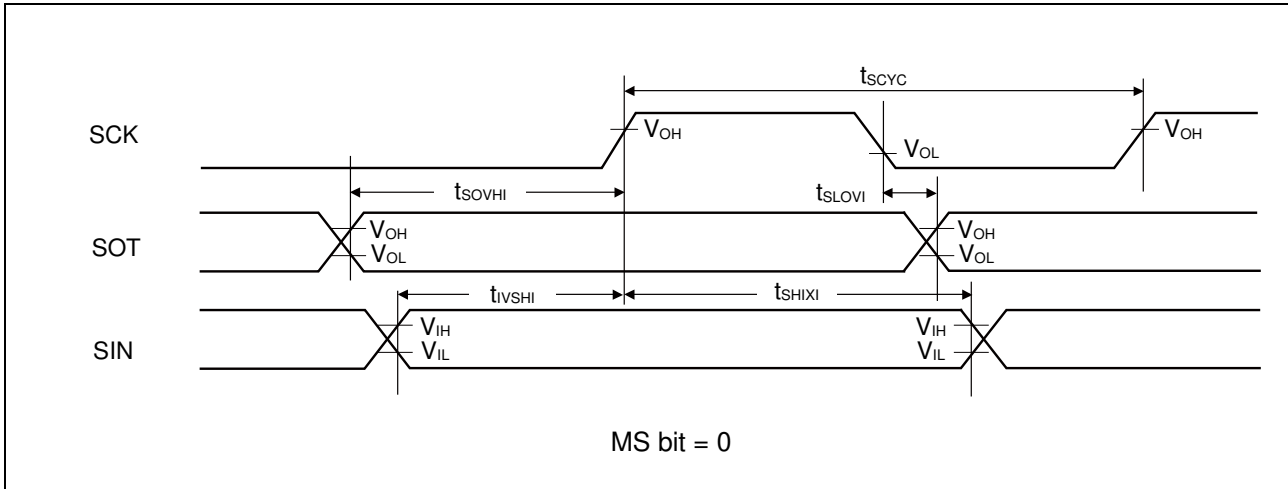 tSCYC
SCK
VOH
VOL
VOH
tSOVHI
tSLOVI
SOT
VOH
VOL
VOH
VOL
tIVSHI
tSHIXI
SIN
VIH
VIL
VIH
VIL
MS bit = 0